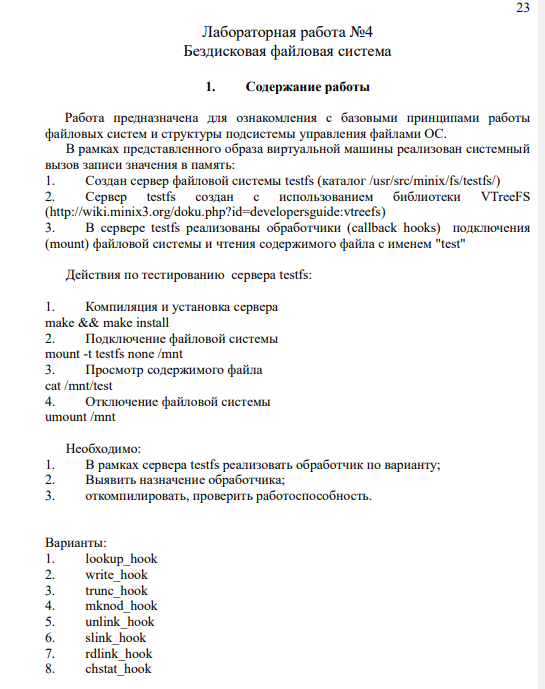 23
Лабораторная работа №4
Бездисковая файловая система
1. Содержание работы
Работа предназначена для ознакомления с базовыми принципами работы
файловых систем и структуры подсистемы управления файлами ОС.
В рамках представленного образа виртуальной машины реализован системный
вызов записи значения в память:
1. Создан сервер файловой системы testfs (каталог /usr/src/minix/fs/testfs/)
2. Сервер testfs создан с использованием библиотеки VTreeFS
(http://wiki.minix3.org/doku.php?id=developersguide:vtreefs)
3. В сервере testfs реализованы обработчики (callback hooks) подключения
(mount) файловой системы и чтения содержимого файла с именем "test"
Действия по тестированию сервера testfs:
1. Компиляция и установка сервера
make && make install
2. Подключение файловой системы
mount -t testfs none /mnt
3. Просмотр содержимого файла
cat /mnt/test
4. Отключение файловой системы
umount /mnt
Необходимо:
1. В рамках сервера testfs реализовать обработчик по варианту;
2. Выявить назначение обработчика;
3. откомпилировать, проверить работоспособность.
Варианты:
1. lookup_hook
2. write_hook
3. trunc_hook
4. mknod_hook
5. unlink_hook
6. slink_hook
7. rdlink_hook
8. chstat_hook